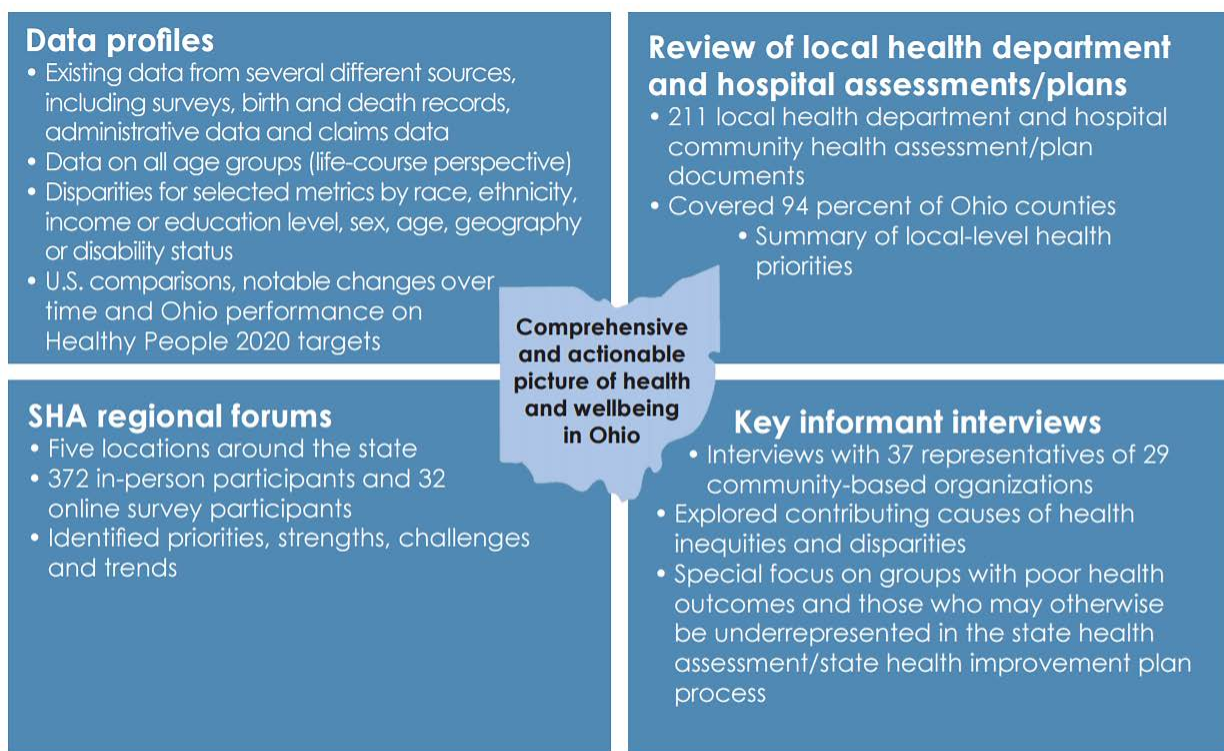 Data profiles
• Existing data from several different sources,
including surveys, birth and death records,
administrative data and claims data
• Data on all age groups (life-course perspective)
• Disparities for selected metrics by race, ethnicity,
income or education level, sex, age, geography
or disability status
• U.S. comparisons, notable changes over
time and Ohio performance on
Healthy People 2020 targets
Review of local health department
and hospital assessments/plans
• 211 local health department and hospital
community health assessment/plan
documents
• Covered 94 percent of Ohio counties
• Summary of local-level health
priorities
Comprehensive
and actionable
picture of health
and wellbeing
in Ohio
SHA regional forums
• Five locations around the state
• 372 in-person participants and 32
online survey participants
• Identified priorities, strengths, challenges
and trends
Key informant interviews
• Interviews with 37 representatives of 29
community-based organizations
• Explored contributing causes of health
inequities and disparities
• Special focus on groups with poor health
outcomes and those who may otherwise
be underrepresented in the state health
assessment/state health improvement plan
process